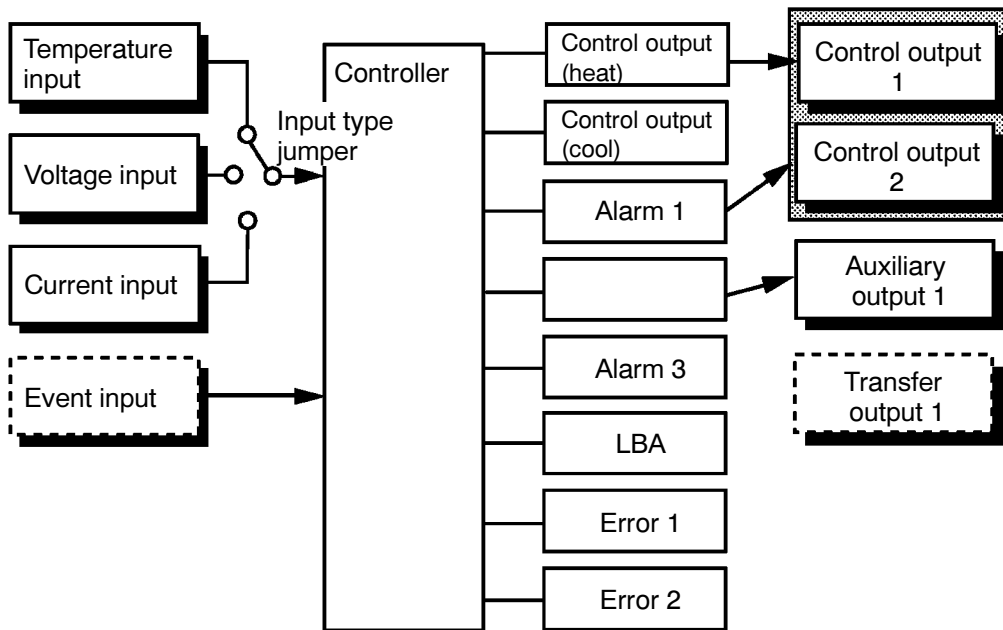 Temperature
input
Voltage input
Current input
Event input
Input type
jumper
Controller
Control output
(heat)
Control output
(cool)
Alarm 1
Alarm 3
LBA
Error 1
Error 2
Control output
1
Control output
2
Auxiliary
output 1
Transfer
output 1